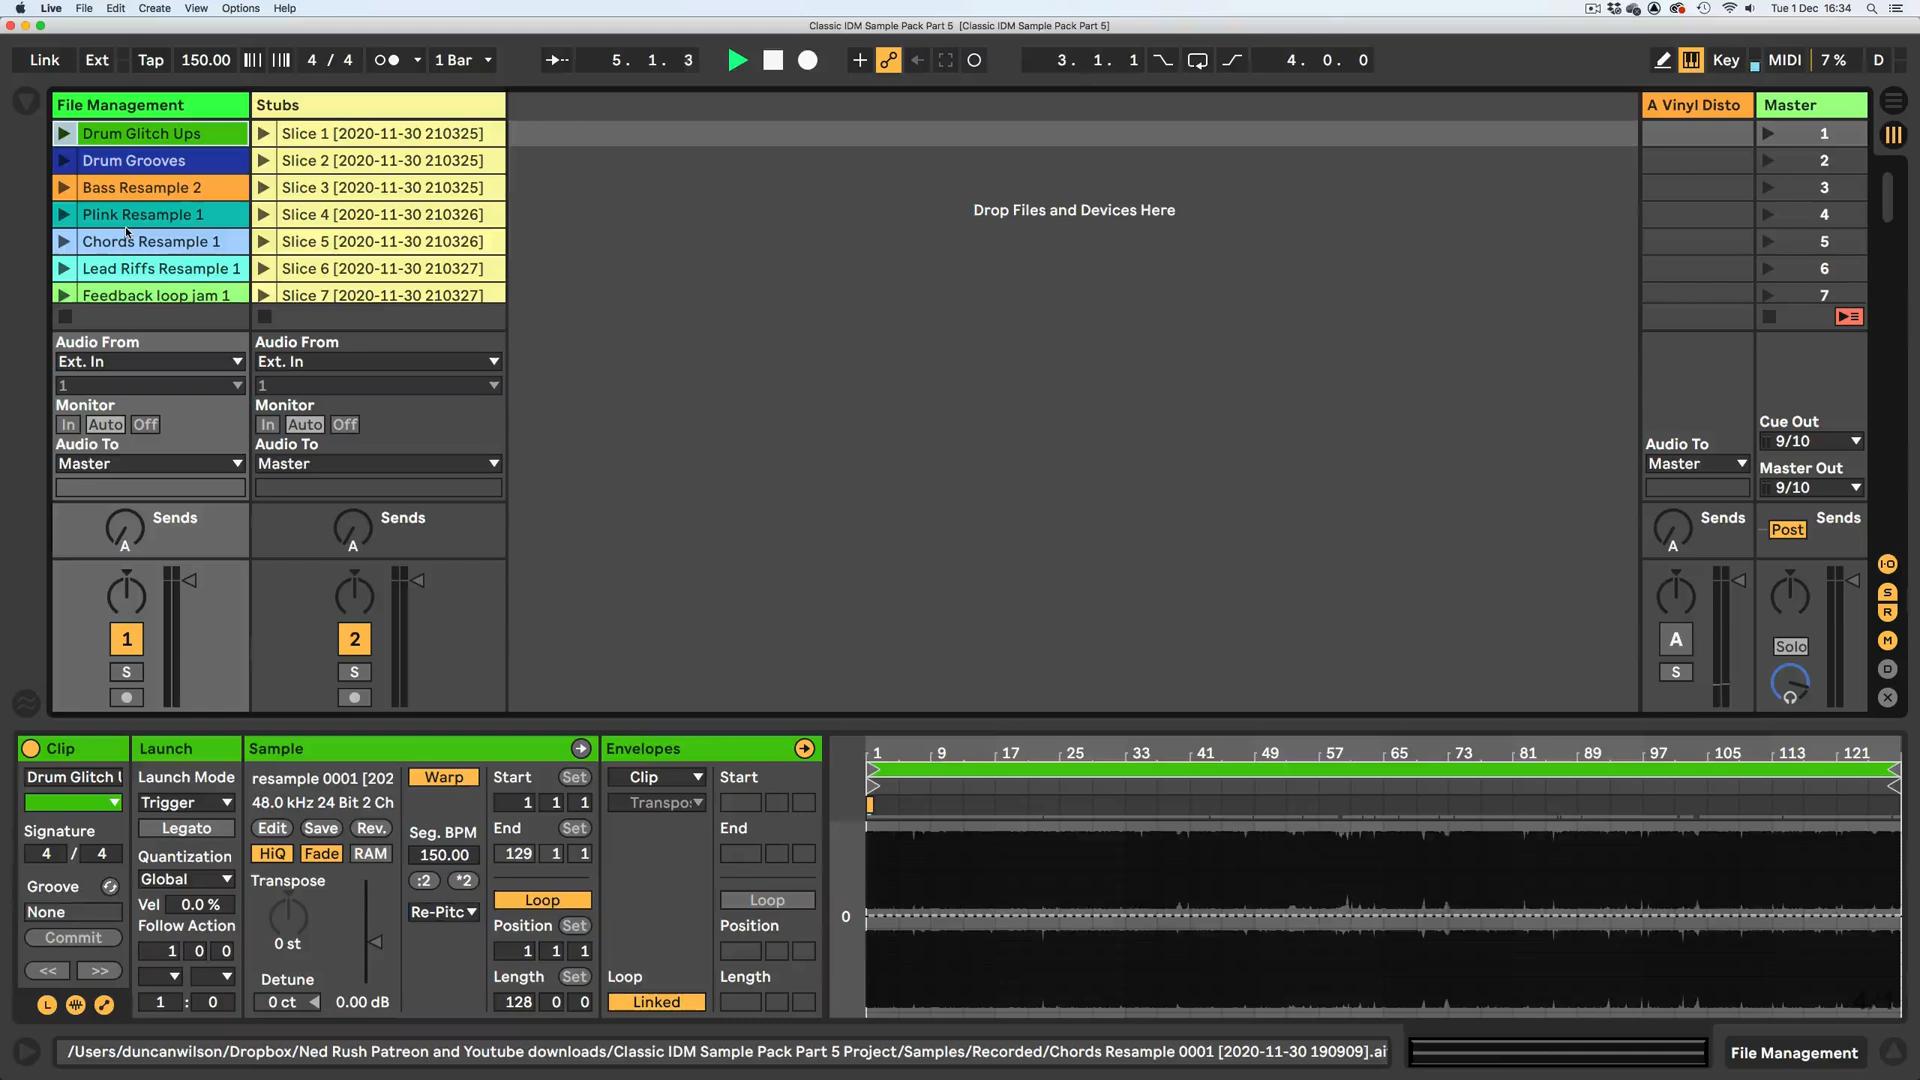 Live File Edit Create View Options Help Tue 1 Dec 16:34
Classic IDM Sample Pack Part 5 [Classic IDM Sample Pack Part 5]
Link Ext Tap 150.00 4 / 4 1 Bar 5. 1. 3 3. 1. 1 4. 0. 0 Key MIDI 7 % D
File Management Stubs A Vinyl Disto Master
Drum Glitch Ups Slice 1 [2020-11-30 210325] 1
Drum Grooves Slice 2 [2020-11-30 210325] 2
Bass Resample 2 Slice 3 [2020-11-30 210325] 3
Plink Resample 1 Slice 4 [2020-11-30 210326] 4
Drop Files and Devices Here
Chords Resample 1 Slice 5 [2020-11-30 210326] 5
Lead Riffs Resample 1 Slice 6 [2020-11-30 210327] 6
Feedback loop jam 1 Slice 7 [2020-11-30 210327] 7
Audio From Audio From
Ext. In Ext. In
1 1
Monitor Monitor
In Auto Off In Auto Off Cue Out
Audio To Audio To Audio To 9/10
Master Master Master Master Out
9/10
Sends Sends Sends Post Sends
A A A
I·O
S
R
1 2 A Solo M
S S S D
Clip Launch Sample Envelopes 1 9 17 25 33 41 49 57 65 73 81 89 97 105 113 121
Drum Glitch U Launch Mode resample 0001 [202 Warp Start Set Clip Start
Trigger 48.0 kHz 24 Bit 2 Ch 1 1 1 Transpo:
Signature Legato Edit Save Rev. Seg. BPM End Set End
4 / 4 Quantization HiQ Fade RAM 150.00 129 1 1
Groove Global Transpose :2 *2
None Vel 0.0 % Re-Pitc Loop Loop
Commit Follow Action 0 st Position Set Position 0
<< >> 1 0 0 1 1 1
Detune Length Set Loop Length
1 : 0 0 ct 0.00 dB 128 0 0 Linked
/Users/duncanwilson/Dropbox/Ned Rush Patreon and Youtube downloads/Classic IDM Sample Pack Part 5 Project/Samples/Recorded/Chords Resample 0001 [2020-11-30 190909].ai File Management